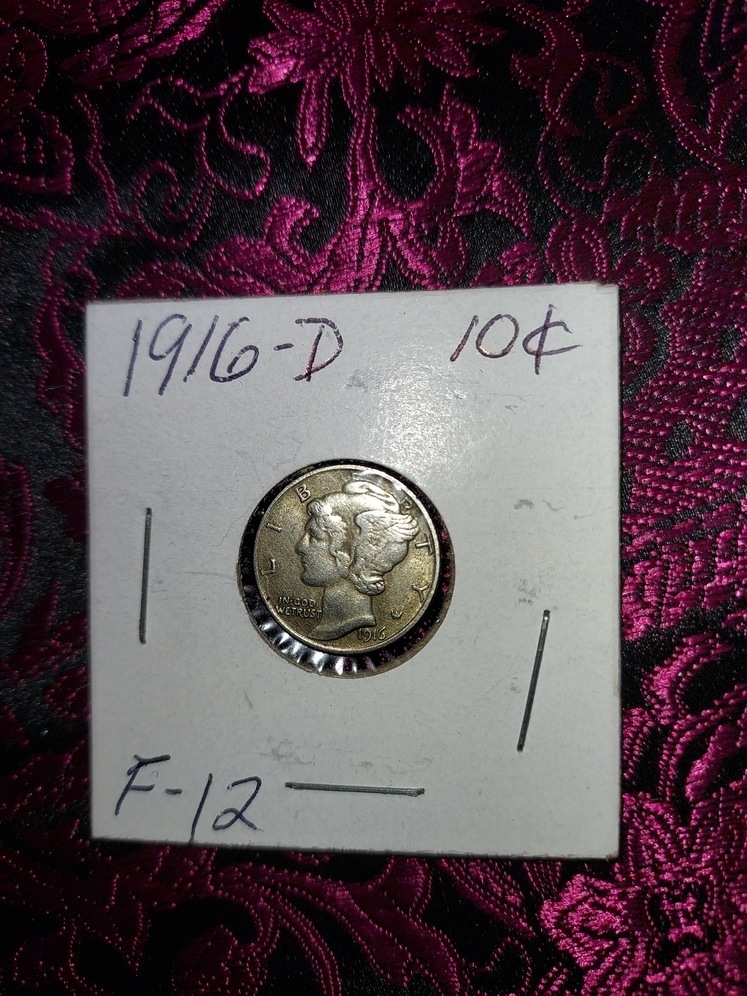 1916-D 10¢
LIBERTY
IN GOD
WE TRUST
1916
F-12